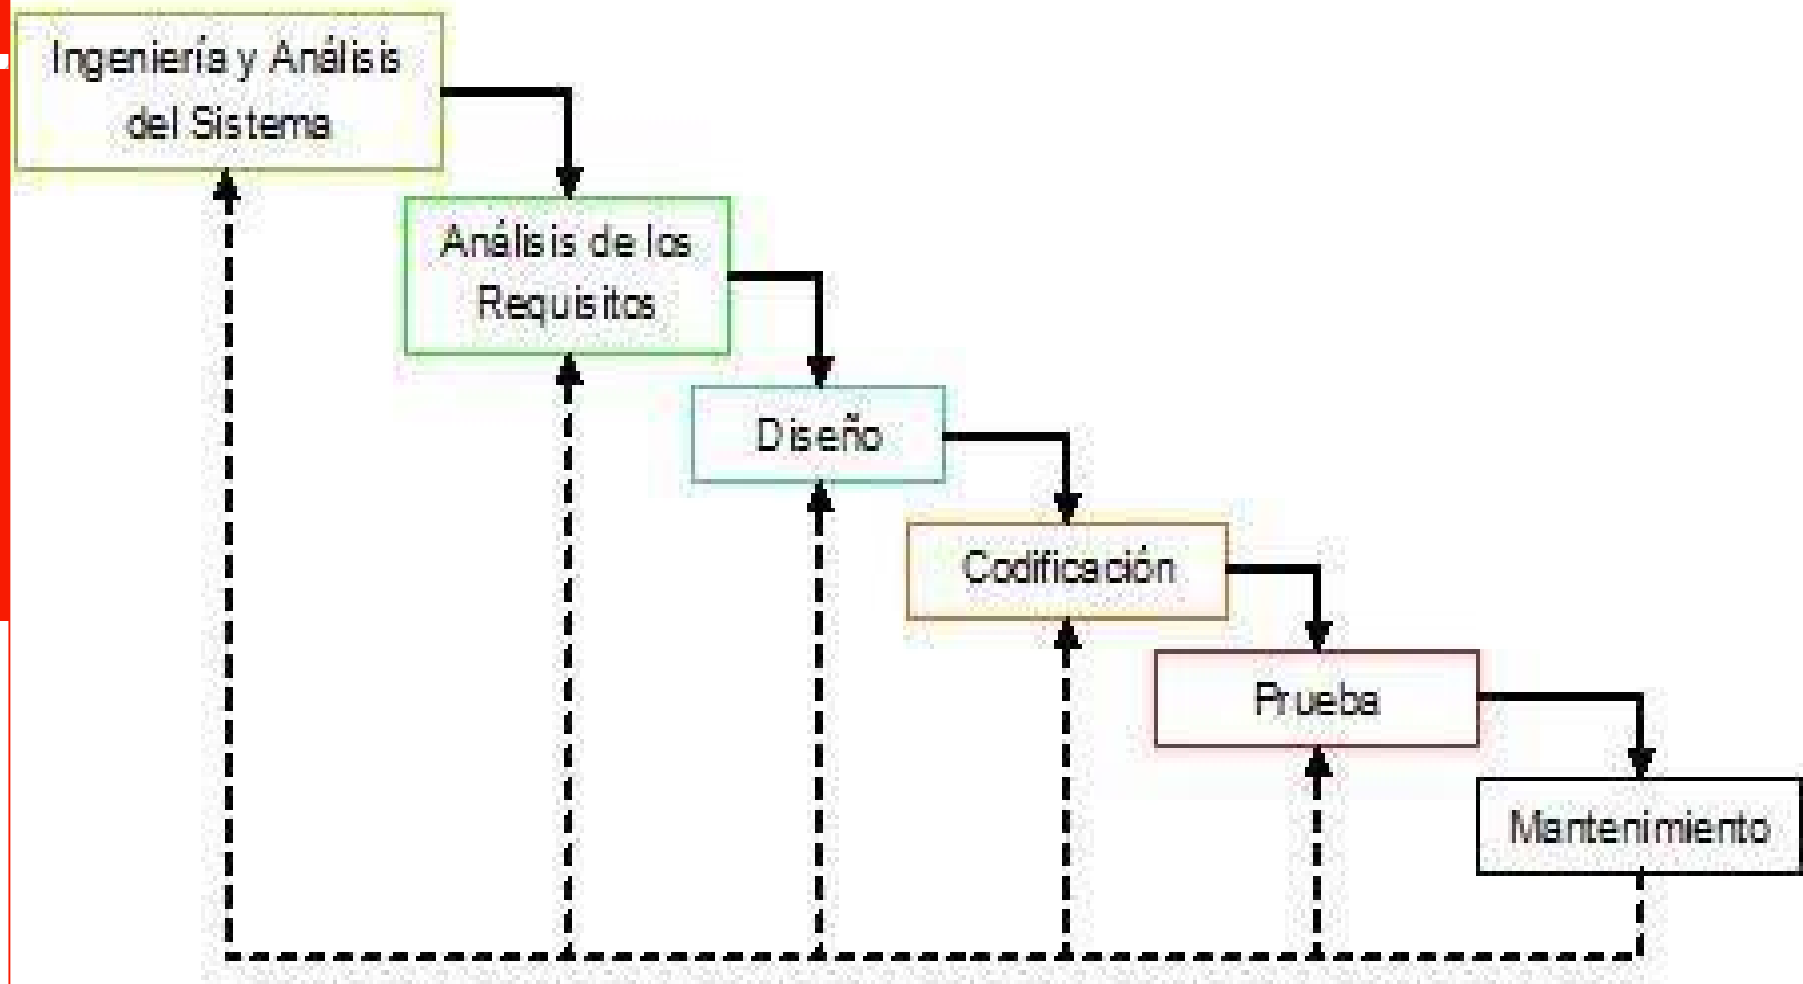 Ingeniería y Análisis
del Sistema
Análisis de los
Requisitos
Diseño
Codificación
Prueba
Mantenimiento